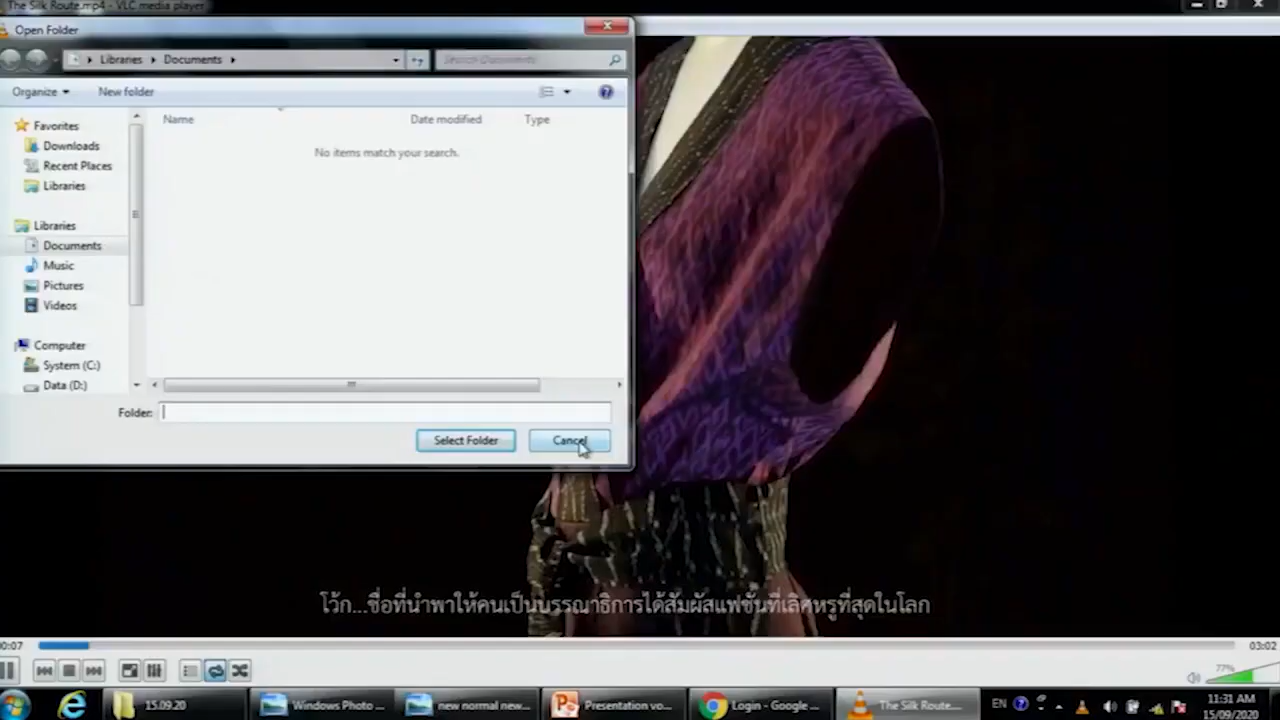 The Silk Route.mp4 - VLC media player
Open Folder
Libraries
Documents
Search Documents
Organize
New folder
Name
Date modified
Type
No items match your search.
Favorites
Downloads
Recent Places
Libraries
Libraries
Documents
Music
Pictures
Videos
Computer
System (C:)
Data (D:)
Folder:
Select Folder
Cancel
โว้ก...ชื่อที่นำพาให้คนเป็นบรรณาธิการได้สัมผัสแฟชั่นที่เลิศหรูที่สุดในโลก
00:07
03:02
77%
15.09.20
Windows Photo ...
new normal new...
Presentation vo...
Login - Google ...
The Silk Route....
EN
11:31 AM
15/09/2020